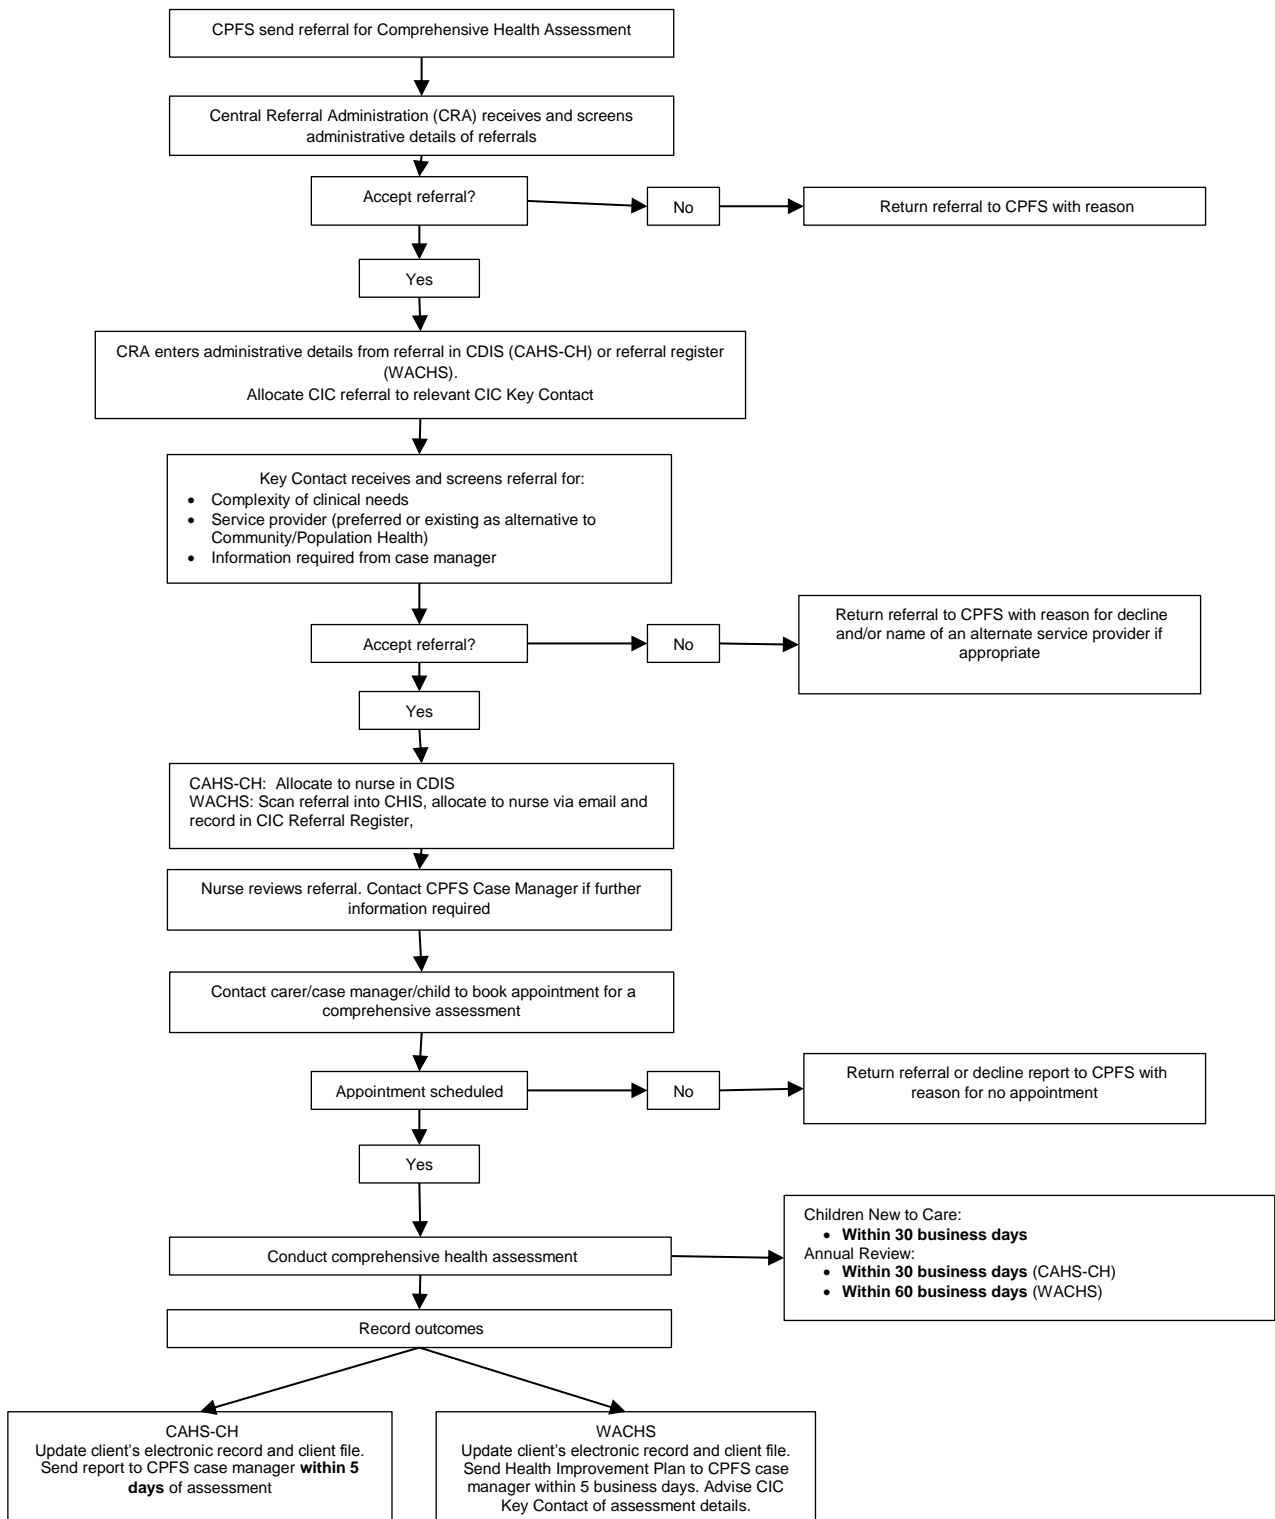 CPFS send referral for Comprehensive Health Assessment
Central Referral Administration (CRA) receives and screens
administrative details of referrals
Accept referral?
No
Return referral to CPFS with reason
Yes
CRA enters administrative details from referral in CDIS (CAHS-CH) or referral register
(WACHS).
Allocate CIC referral to relevant CIC Key Contact
Key Contact receives and screens referral for:
• Complexity of clinical needs
• Service provider (preferred or existing as alternative to
Community/Population Health)
• Information required from case manager
Accept referral?
No
Return referral to CPFS with reason for decline
and/or name of an alternate service provider if
appropriate
Yes
CAHS-CH: Allocate to nurse in CDIS
WACHS: Scan referral into CHIS, allocate to nurse via email and
record in CIC Referral Register,
Nurse reviews referral. Contact CPFS Case Manager if further
information required
Contact carer/case manager/child to book appointment for a
comprehensive assessment
Appointment scheduled
No
Return referral or decline report to CPFS with
reason for no appointment
Yes
Conduct comprehensive health assessment
Children New to Care:
• Within 30 business days
Annual Review:
• Within 30 business days (CAHS-CH)
• Within 60 business days (WACHS)
Record outcomes
CAHS-CH
Update client's electronic record and client file.
Send report to CPFS case manager within 5
days of assessment
WACHS
Update client's electronic record and client file.
Send Health Improvement Plan to CPFS case
manager within 5 business days. Advise CIC
Key Contact of assessment details.